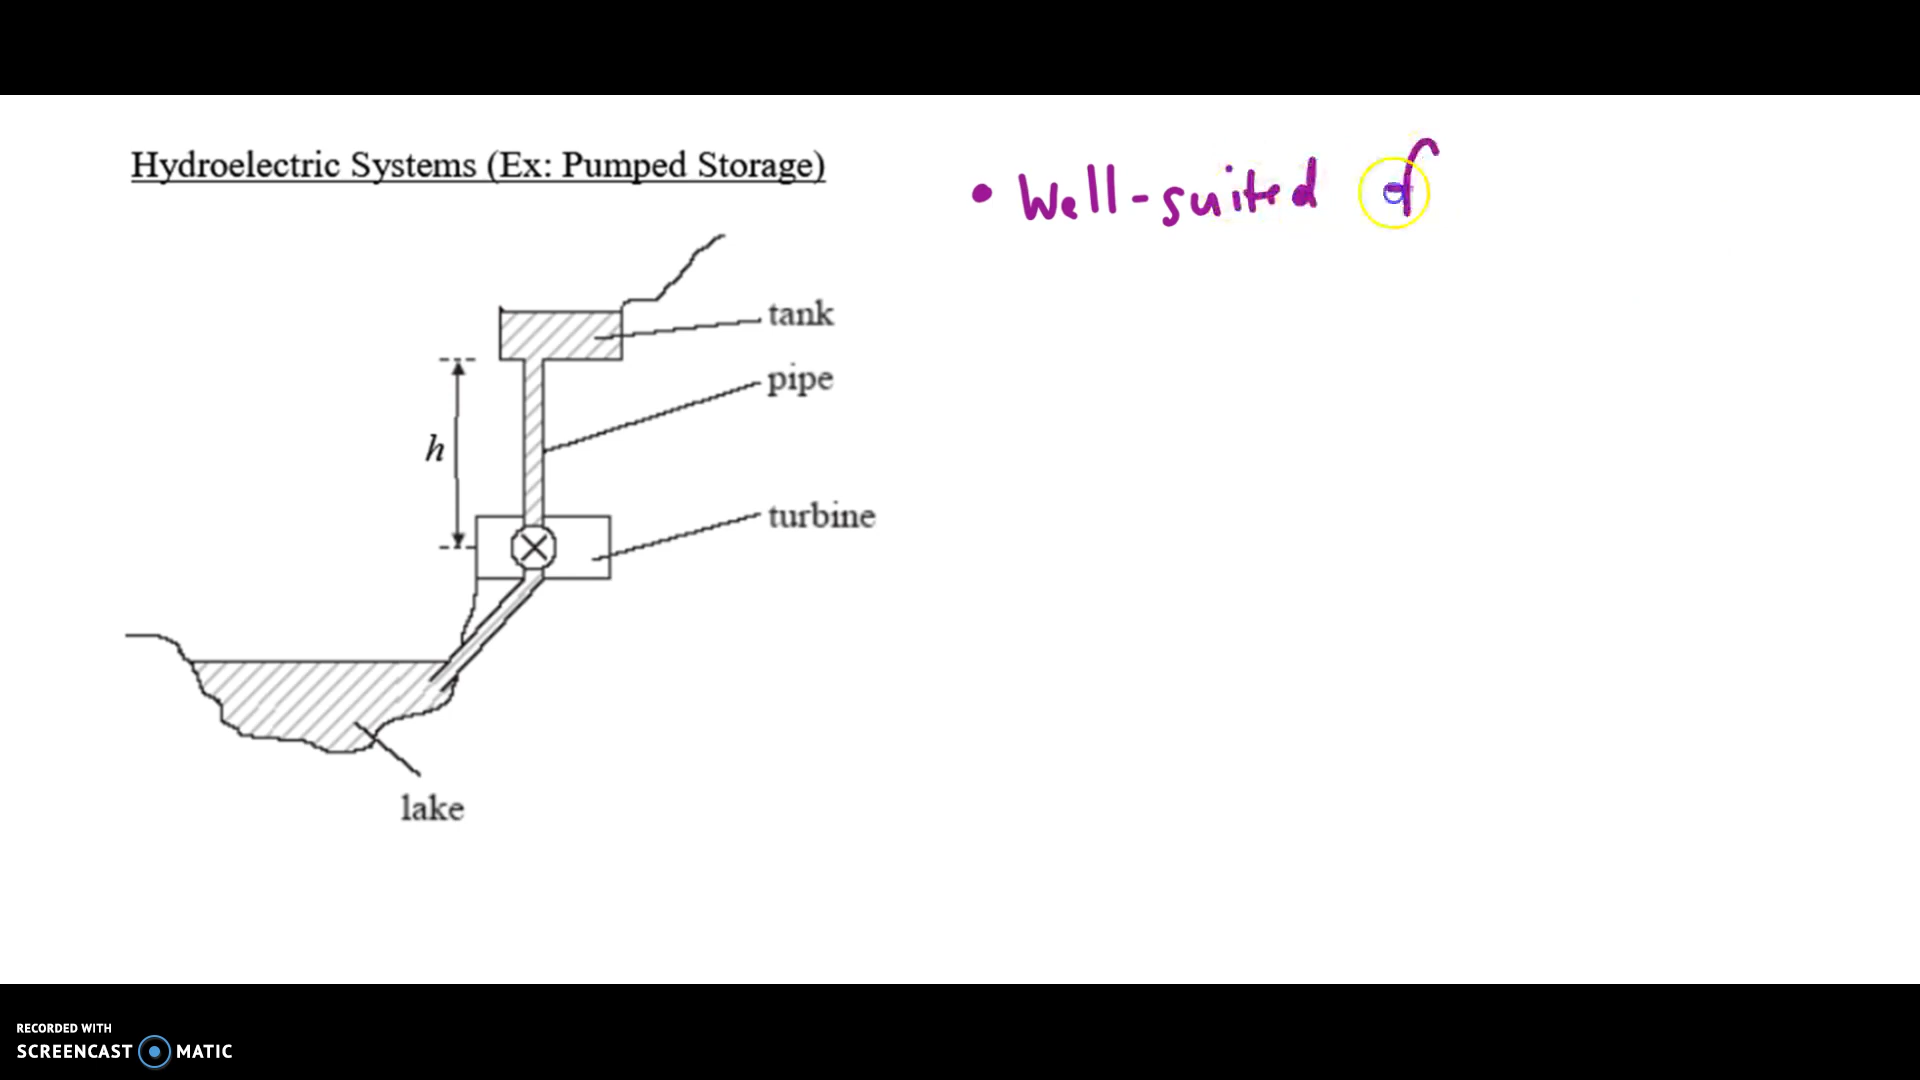 Hydroelectric Systems (Ex: Pumped Storage)
• Well-suited f
tank
pipe
h
turbine
lake
RECORDED WITH
SCREENCAST MATIC